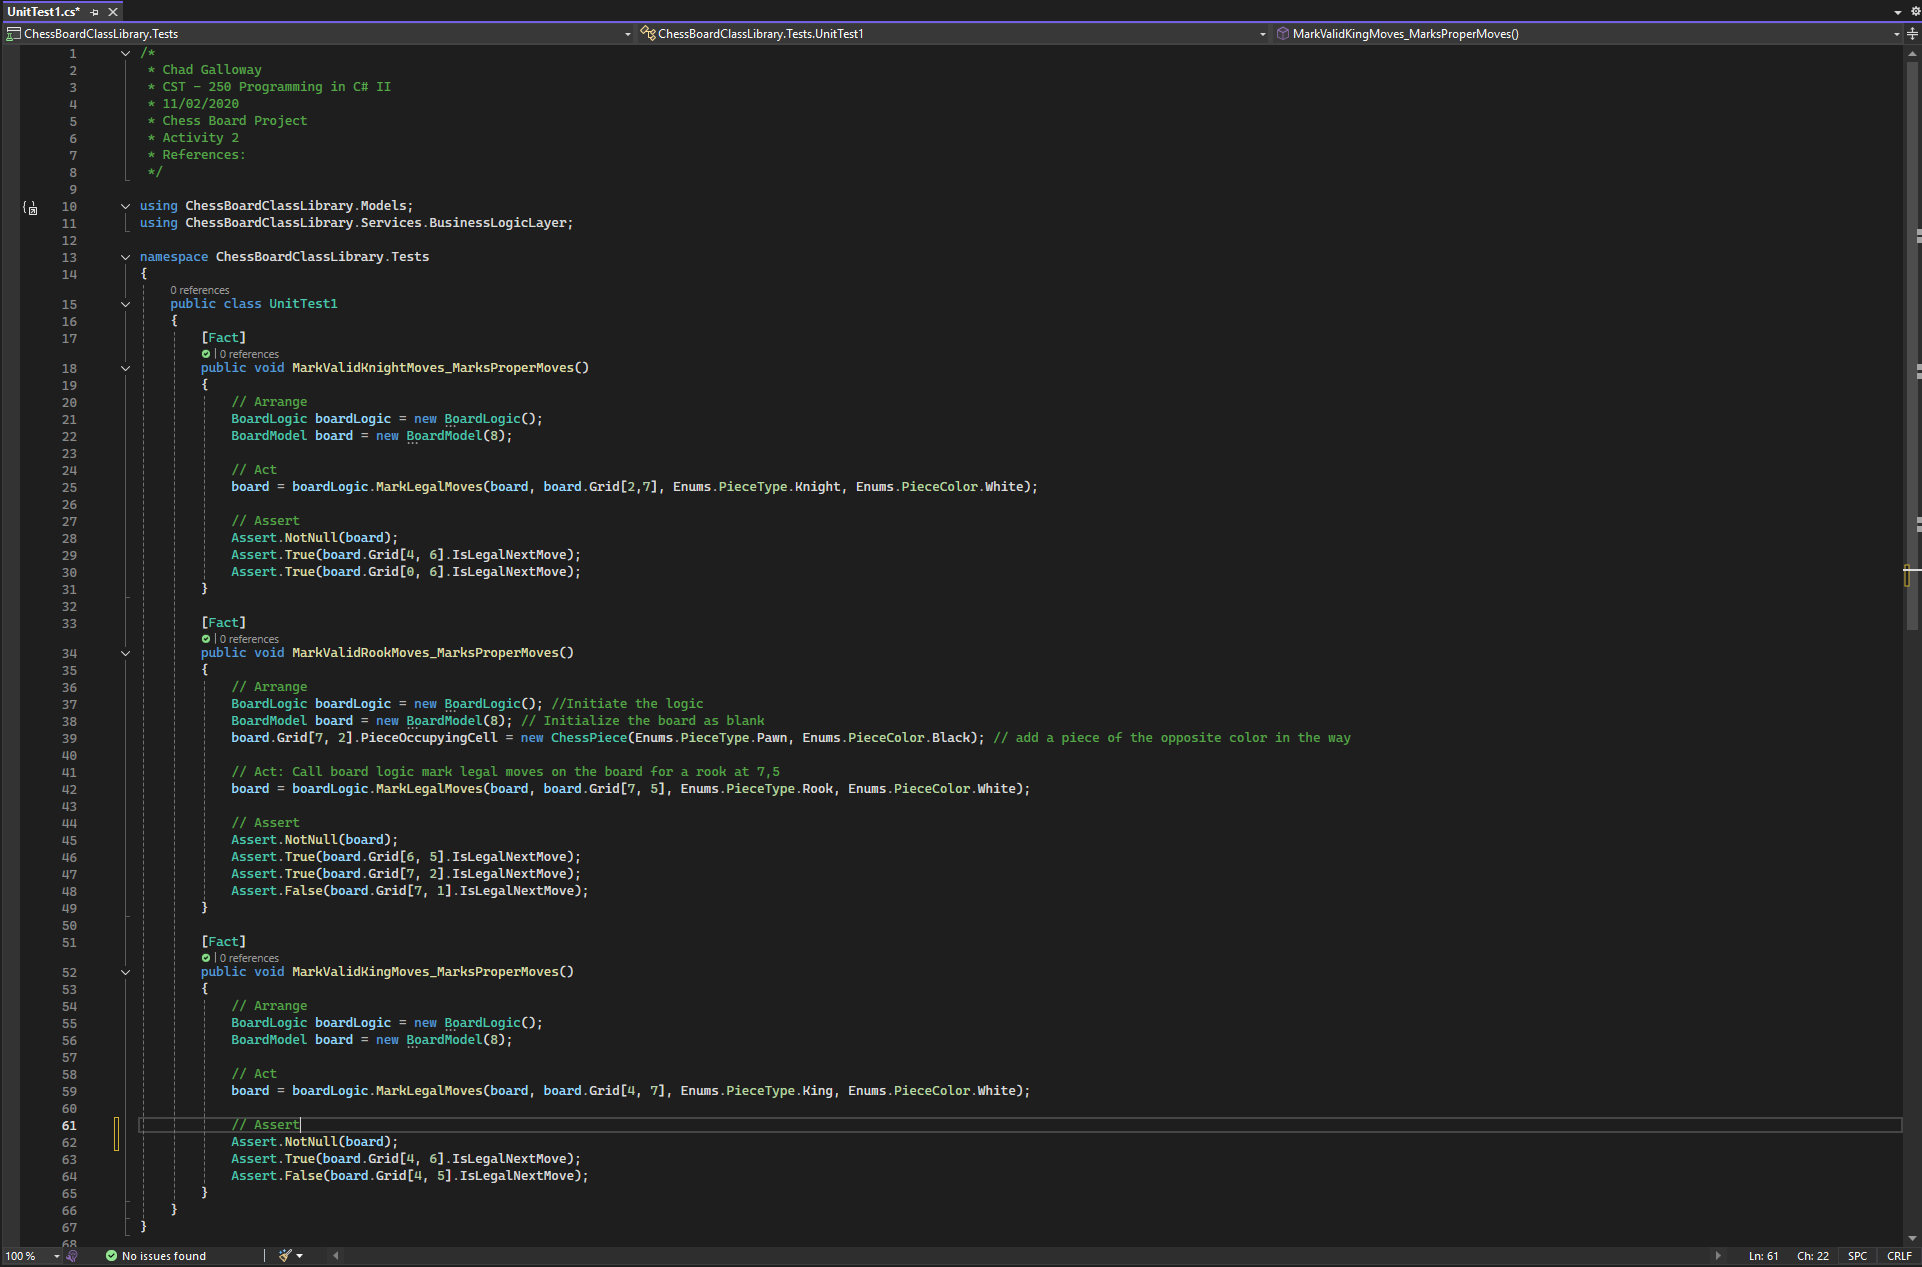 UnitTest1.cs*
ChessBoardClassLibrary.Tests
ChessBoardClassLibrary.Tests.UnitTest1
MarkValidKingMoves_MarksProperMoves()
1 /*
2 * Chad Galloway
3 * CST - 250 Programming in C# II
4 * 11/02/2020
5 * Chess Board Project
6 * Activity 2
7 * References:
8 */
9
10 using ChessBoardClassLibrary.Models;
11 using ChessBoardClassLibrary.Services.BusinessLogicLayer;
12
13 namespace ChessBoardClassLibrary.Tests
14 {
0 references
15 public class UnitTest1
16 {
17 [Fact]
| 0 references
18 public void MarkValidKnightMoves_MarksProperMoves()
19 {
20 // Arrange
21 BoardLogic boardLogic = new BoardLogic();
22 BoardModel board = new BoardModel(8);
23
24 // Act
25 board = boardLogic.MarkLegalMoves(board, board.Grid[2,7], Enums.PieceType.Knight, Enums.PieceColor.White);
26
27 // Assert
28 Assert.NotNull(board);
29 Assert.True(board.Grid[4, 6].IsLegalNextMove);
30 Assert.True(board.Grid[0, 6].IsLegalNextMove);
31 }
32
33 [Fact]
| 0 references
34 public void MarkValidRookMoves_MarksProperMoves()
35 {
36 // Arrange
37 BoardLogic boardLogic = new BoardLogic(); //Initiate the logic
38 BoardModel board = new BoardModel(8); // Initialize the board as blank
39 board.Grid[7, 2].PieceOccupyingCell = new ChessPiece(Enums.PieceType.Pawn, Enums.PieceColor.Black); // add a piece of the opposite color in the way
40
41 // Act: Call board logic mark legal moves on the board for a rook at 7,5
42 board = boardLogic.MarkLegalMoves(board, board.Grid[7, 5], Enums.PieceType.Rook, Enums.PieceColor.White);
43
44 // Assert
45 Assert.NotNull(board);
46 Assert.True(board.Grid[6, 5].IsLegalNextMove);
47 Assert.True(board.Grid[7, 2].IsLegalNextMove);
48 Assert.False(board.Grid[7, 1].IsLegalNextMove);
49 }
50
51 [Fact]
| 0 references
52 public void MarkValidKingMoves_MarksProperMoves()
53 {
54 // Arrange
55 BoardLogic boardLogic = new BoardLogic();
56 BoardModel board = new BoardModel(8);
57
58 // Act
59 board = boardLogic.MarkLegalMoves(board, board.Grid[4, 7], Enums.PieceType.King, Enums.PieceColor.White);
60
61 // Assert
62 Assert.NotNull(board);
63 Assert.True(board.Grid[4, 6].IsLegalNextMove);
64 Assert.False(board.Grid[4, 5].IsLegalNextMove);
65 }
66 }
67 }
68
100 % No issues found Ln: 61 Ch: 22 SPC CRLF